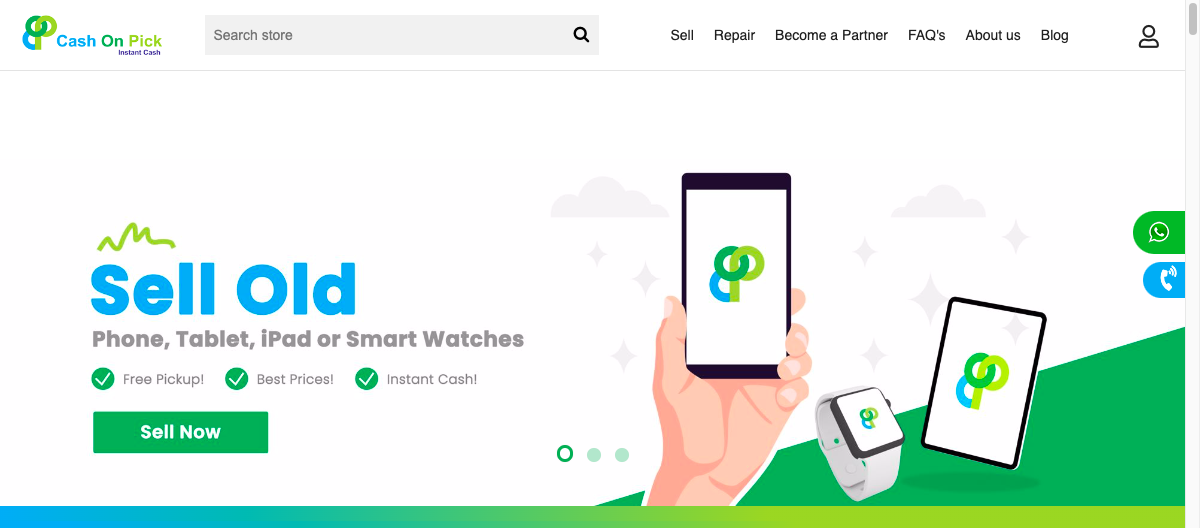 Cash On Pick
Instant Cash
Search store
Sell
Repair
Become a Partner
FAQ's
About us
Blog
Sell Old
Phone, Tablet, iPad or Smart Watches
Free Pickup!
Best Prices!
Instant Cash!
Sell Now